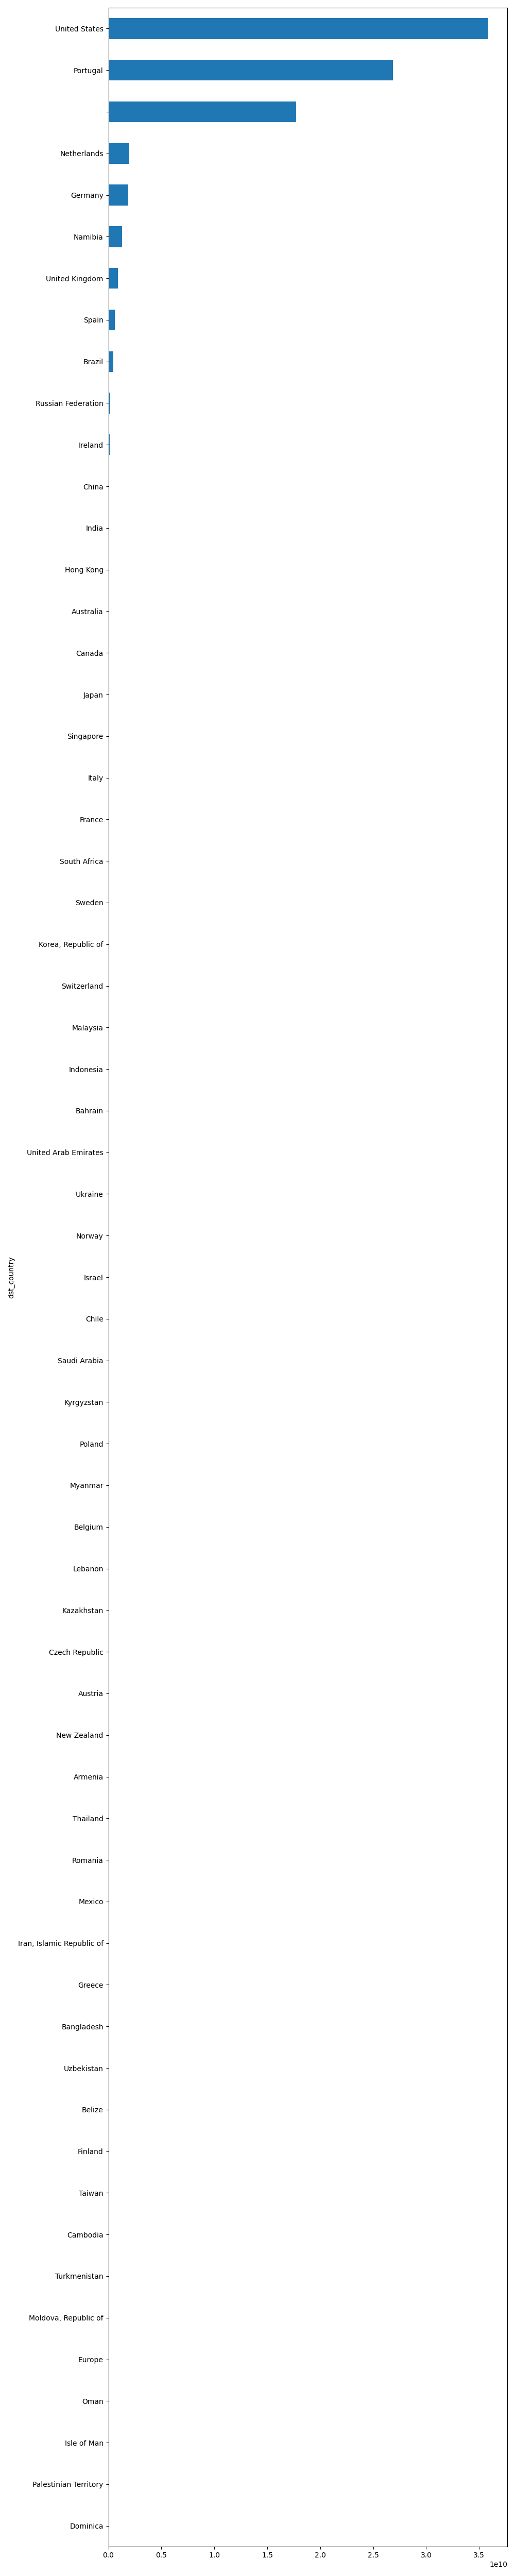 United States
Portugal
Netherlands
Germany
Namibia
United Kingdom
Spain
Brazil
Russian Federation
Ireland
China
India
Hong Kong
Australia
Canada
Japan
Singapore
Italy
France
South Africa
Sweden
Korea, Republic of
Switzerland
Malaysia
Indonesia
Bahrain
United Arab Emirates
Ukraine
Norway
Israel
dst_country
Chile
Saudi Arabia
Kyrgyzstan
Poland
Myanmar
Belgium
Lebanon
Kazakhstan
Czech Republic
Austria
New Zealand
Armenia
Thailand
Romania
Mexico
Iran, Islamic Republic of
Greece
Bangladesh
Uzbekistan
Belize
Finland
Taiwan
Cambodia
Turkmenistan
Moldova, Republic of
Europe
Oman
Isle of Man
Palestinian Territory
Dominica
0.0 0.5 1.0 1.5 2.0 2.5 3.0 3.5
1e10